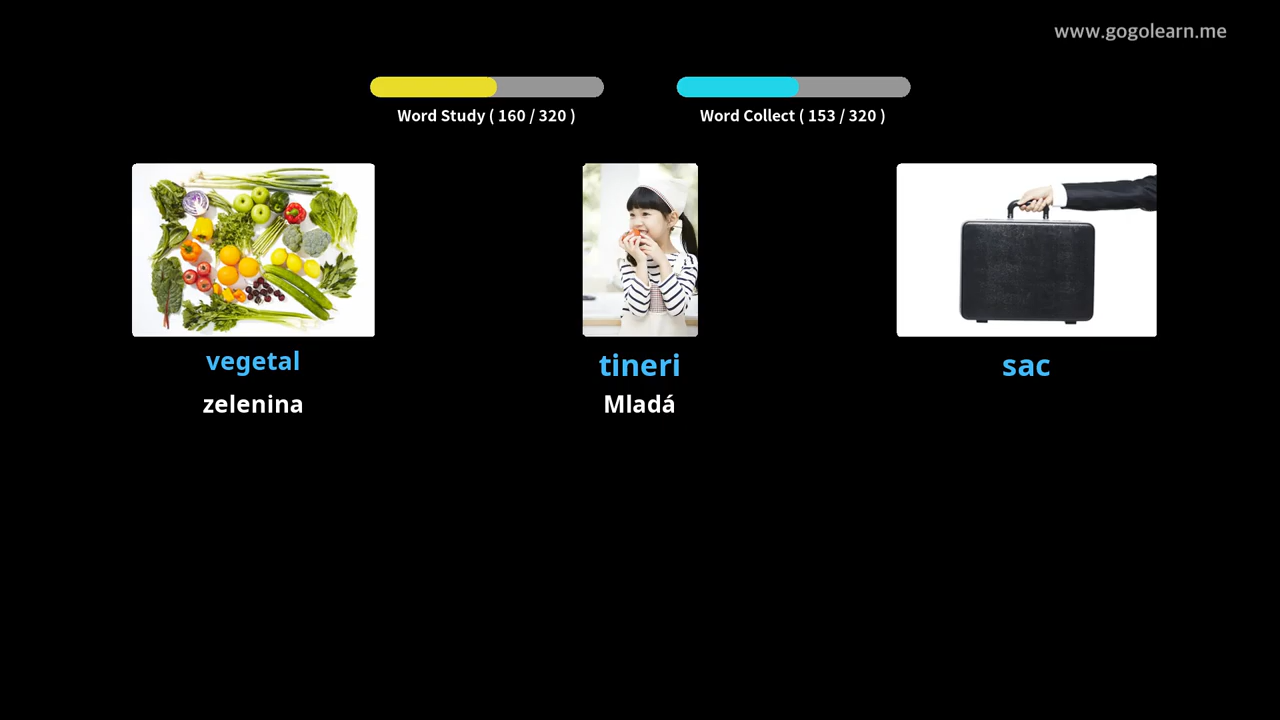 www.gogolearn.me
Word Study ( 160 / 320 )
Word Collect ( 153 / 320 )
vegetal
tineri
sac
zelenina
Mladá